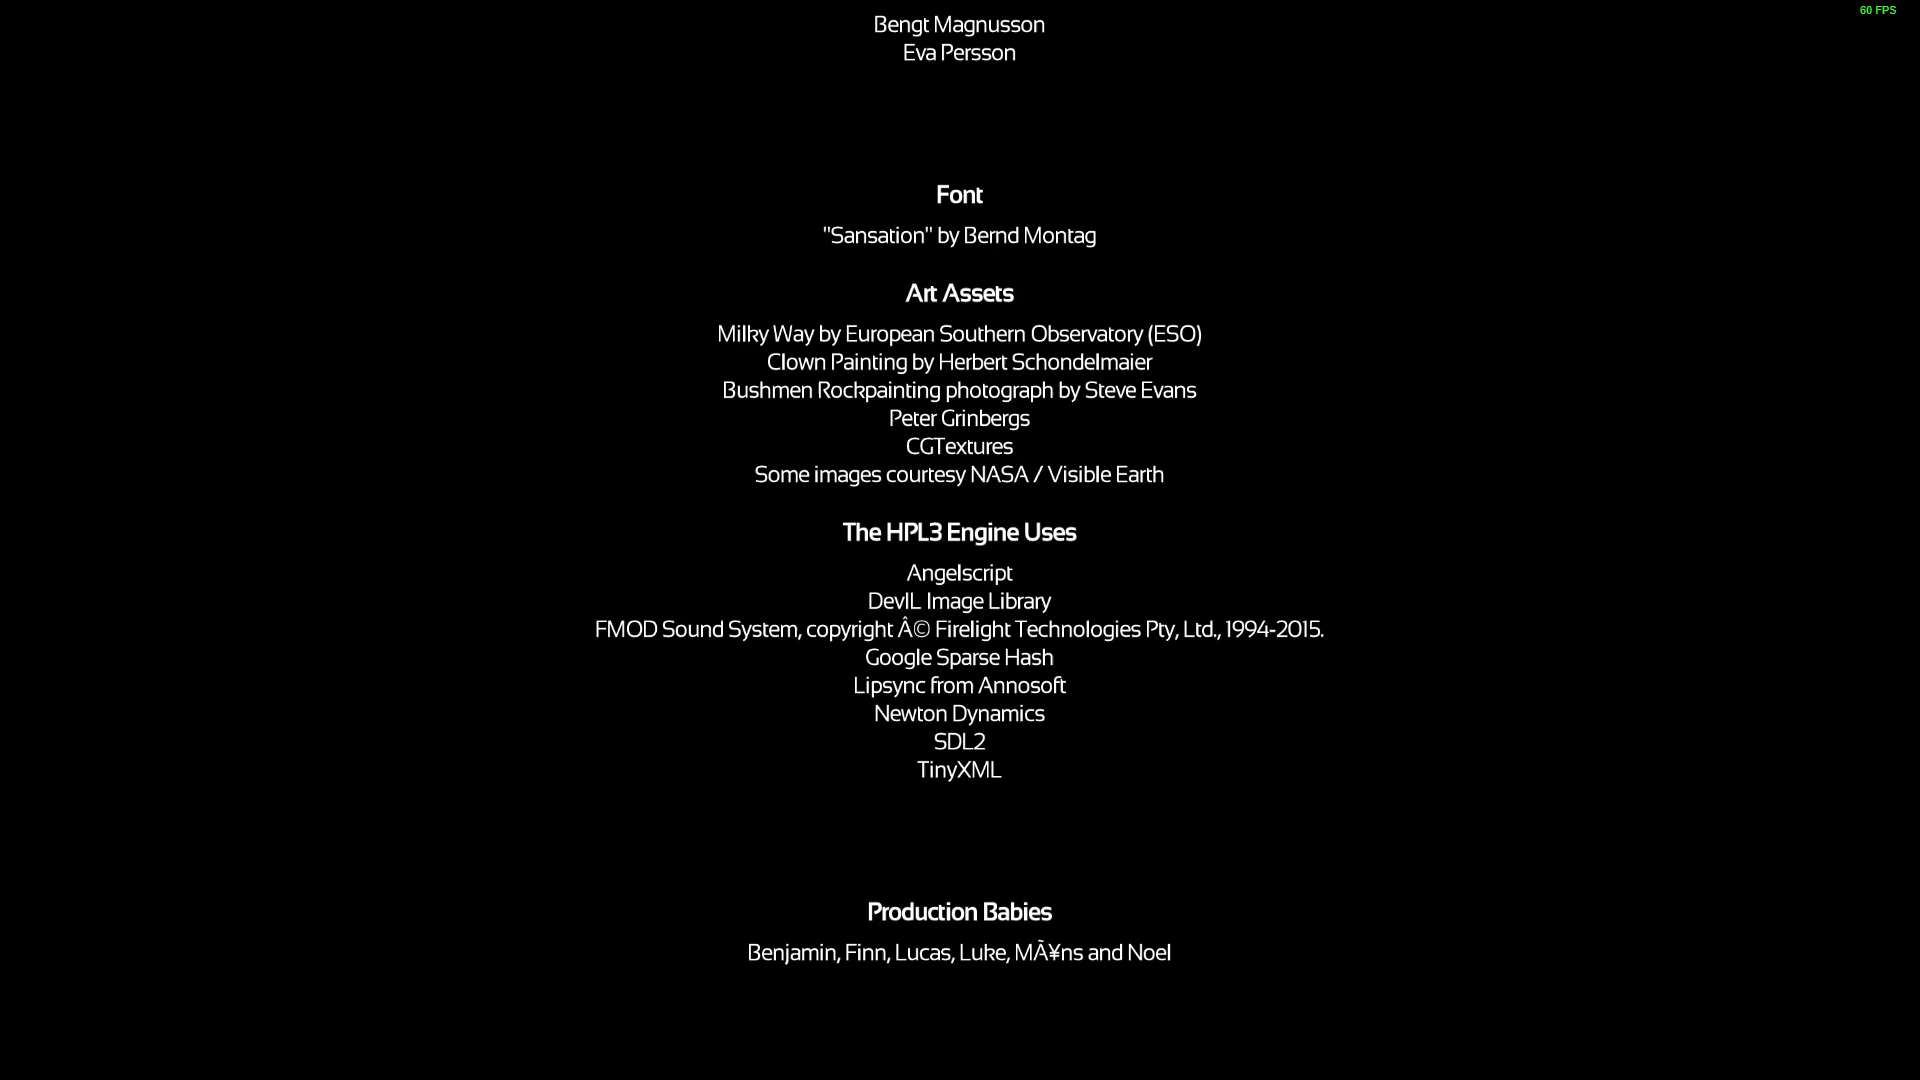 60 FPS
Bengt Magnusson
Eva Persson
Font
"Sansation" by Bernd Montag
Art Assets
Milky Way by European Southern Observatory (ESO)
Clown Painting by Herbert Schondelmaier
Bushmen Rockpainting photograph by Steve Evans
Peter Grinbergs
CGTextures
Some images courtesy NASA / Visible Earth
The HPL3 Engine Uses
Angelscript
DevIL Image Library
FMOD Sound System, copyright Â© Firelight Technologies Pty, Ltd., 1994-2015.
Google Sparse Hash
Lipsync from Annosoft
Newton Dynamics
SDL2
TinyXML
Production Babies
Benjamin, Finn, Lucas, Luke, MÃ¥ns and Noel